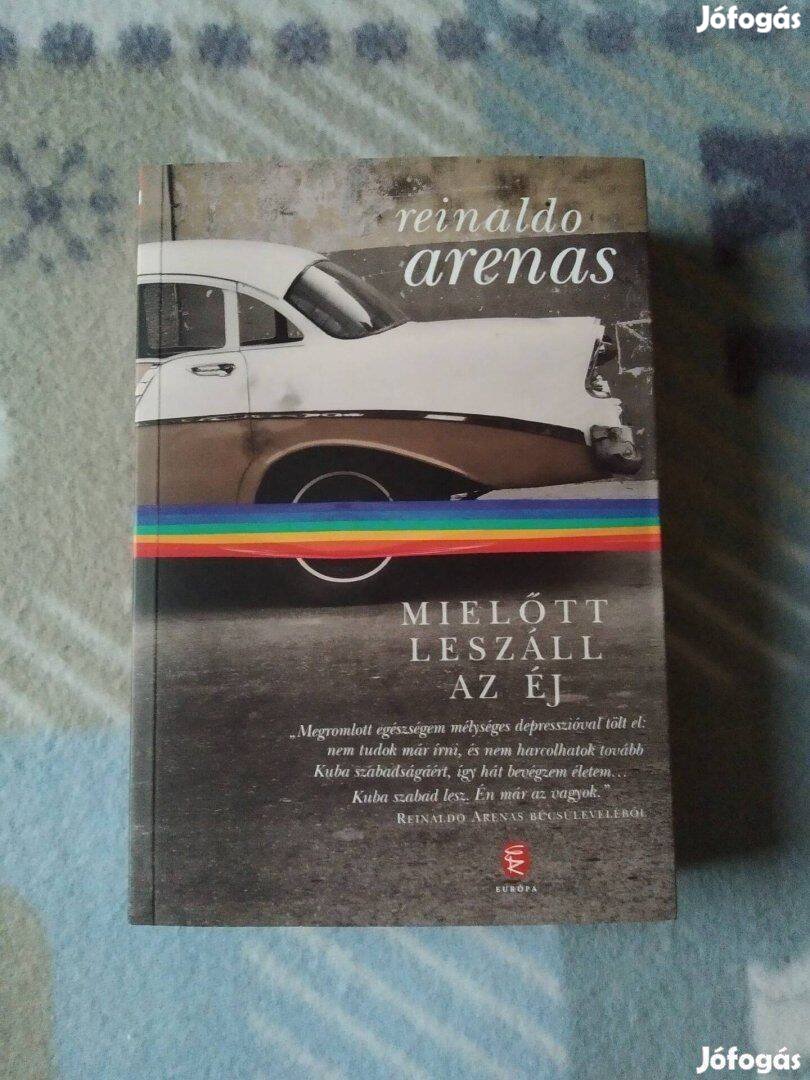 Jófogás
reinaldo
arenas
MIELŐTT
LESZÁLL
AZ ÉJ
„Megromlott egészségem mélységes depresszióval tölt el:
nem tudok már írni, és nem harcolhatok tovább
Kuba szabadságáért, így hát bevégzem életem...
Kuba szabad lesz. Én már az vagyok.”
REINALDO ARENAS BÚCSÚLEVELÉBŐL
EURÓPA
Jófogás